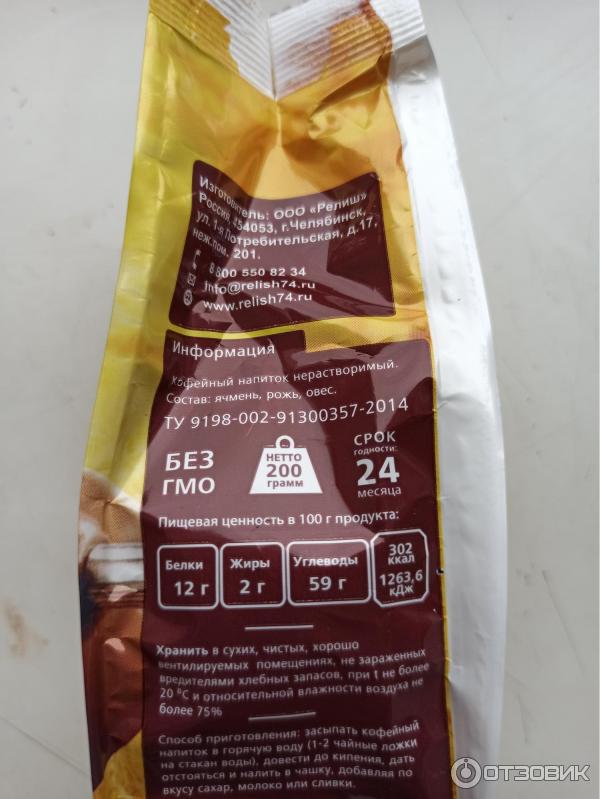 Изготовитель: ООО «Релиш»
Россия, 454053, г.Челябинск,
ул. 1-я Потребительская, д.17,
неж.пом. 201.
8 800 550 82 34
info@relish74.ru
www.relish74.ru
Информация
Кофейный напиток нерастворимый.
Состав: ячмень, рожь, овес.
ТУ 9198-002-91300357-2014
БЕЗ
ГМО
НЕТТО
200
грамм
СРОК
годности:
24
месяца
Пищевая ценность в 100 г продукта:
Белки
12 г
Жиры
2 г
Углеводы
59 г
302
ккал
1263,6
кДж
Хранить в сухих, чистых, хорошо
вентилируемых помещениях, не зараженных
вредителями хлебных запасов, при t не более
20 °С и относительной влажности воздуха не
более 75%
Способ приготовления: засыпать кофейный
напиток в горячую воду (1-2 чайные ложки
на стакан воды), довести до кипения, дать
отстояться и налить в чашку, добавляя по
вкусу сахар, молоко или сливки.
ОТЗОВИК